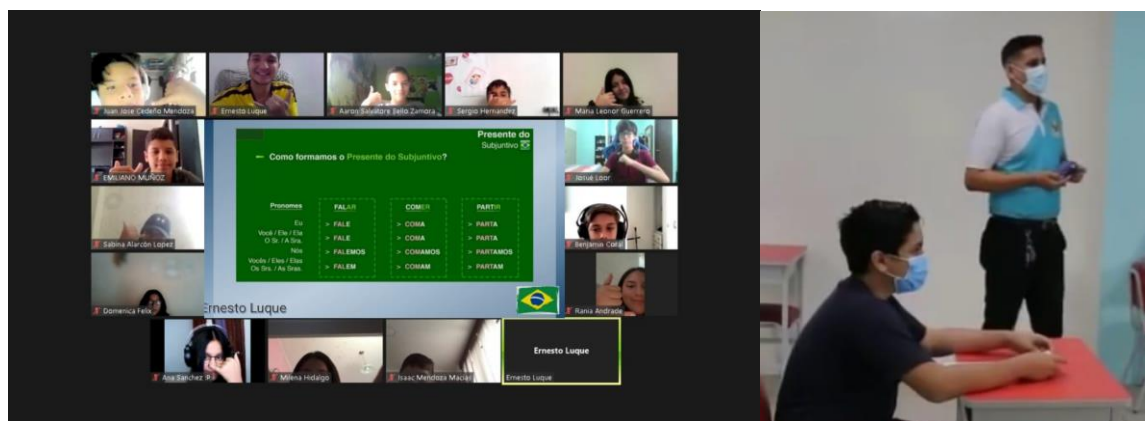 Juan Jose Cedeño Mendoza
Ernesto Luque
Aaron Salvatore Bello Zamora
Sergio Hernandez
Maria Leonor Guerrero
EMILIANO MUÑOZ
Presente do
Subjuntivo
Como formamos o Presente do Subjuntivo?
Josue Loor
Pronomes FALAR COMER PARTIR
Eu > FALE > COMA > PARTA
Você / Ele / Ela
O Sr. / A Sra. > FALE > COMA > PARTA
Nós > FALEMOS > COMAMOS > PARTAMOS
Vocês / Eles / Elas
Os Srs. / As Sras. > FALEM > COMAM > PARTAM
Sabina Alarcón Lopez
Benjamin
Domenica Felix
Ernesto Luque
Rania Andrade
Ana Sanchez
Milena Hidalgo
Isaac Mendoza Macias
Ernesto Luque
Ernesto Luque